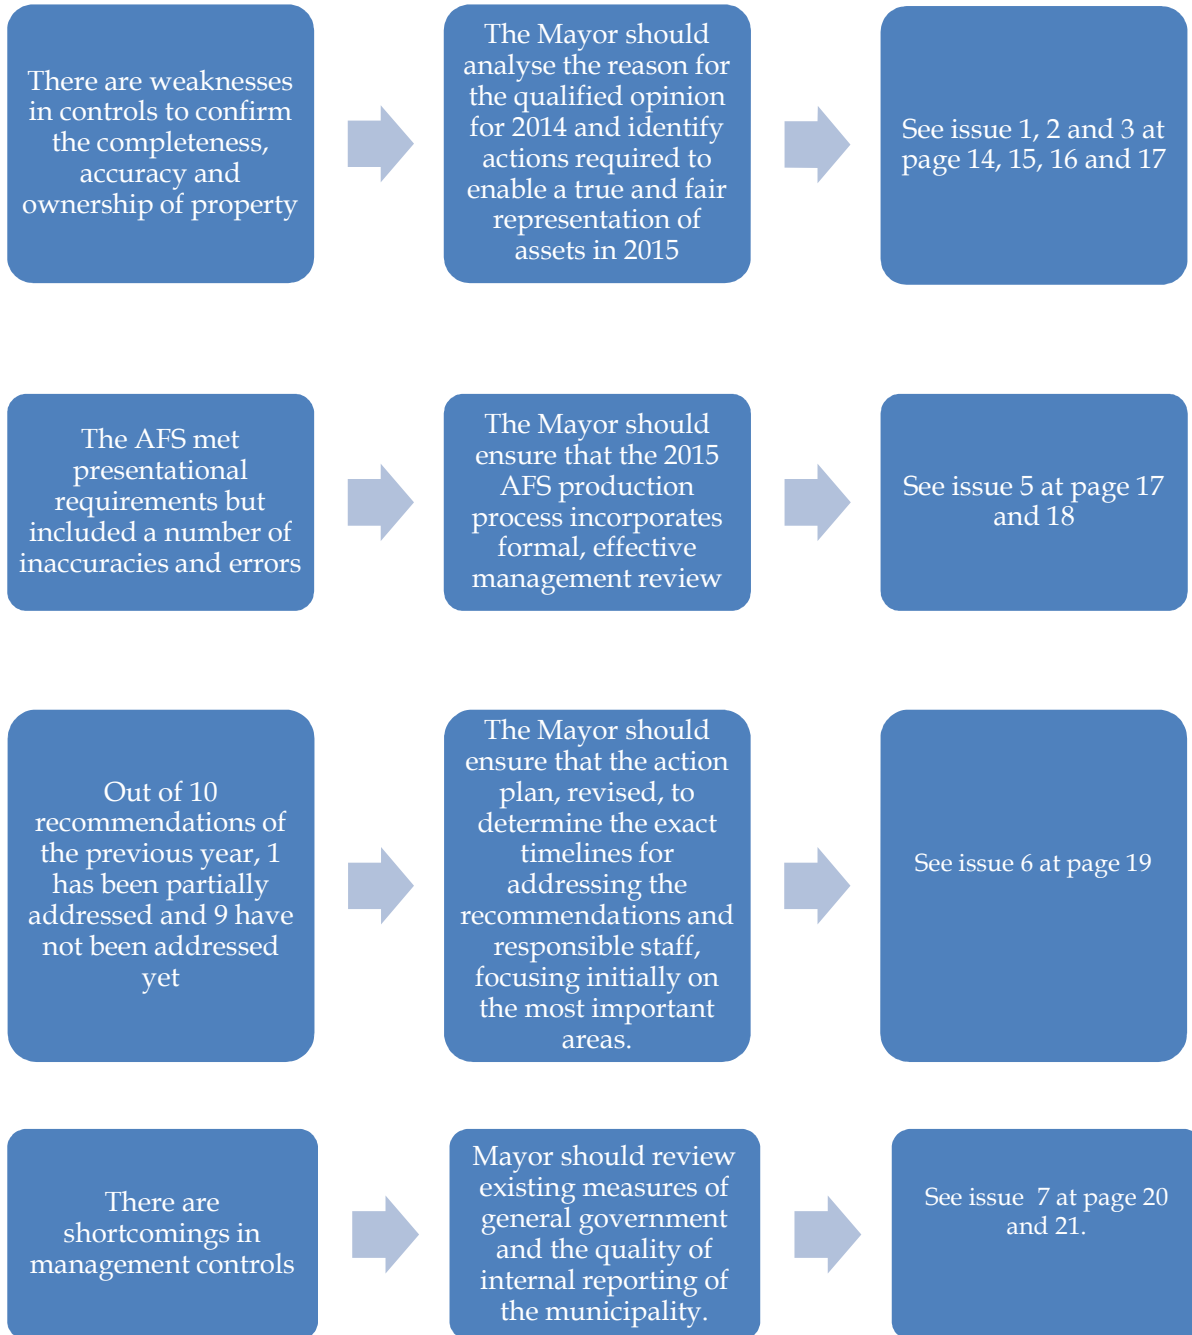 There are weaknesses
in controls to confirm
the completeness,
accuracy and
ownership of property
The Mayor should
analyse the reason for
the qualified opinion
for 2014 and identify
actions required to
enable a true and fair
representation of
assets in 2015
See issue 1, 2 and 3 at
page 14, 15, 16 and 17
The AFS met
presentational
requirements but
included a number of
inaccuracies and errors
The Mayor should
ensure that the 2015
AFS production
process incorporates
formal, effective
management review
See issue 5 at page 17
and 18
Out of 10
recommendations of
the previous year, 1
has been partially
addressed and 9 have
not been addressed
yet
The Mayor should
ensure that the action
plan, revised, to
determine the exact
timelines for
addressing the
recommendations and
responsible staff,
focusing initially on
the most important
areas.
See issue 6 at page 19
There are
shortcomings in
management controls
Mayor should review
existing measures of
general government
and the quality of
internal reporting of
the municipality.
See issue  7 at page 20
and 21.